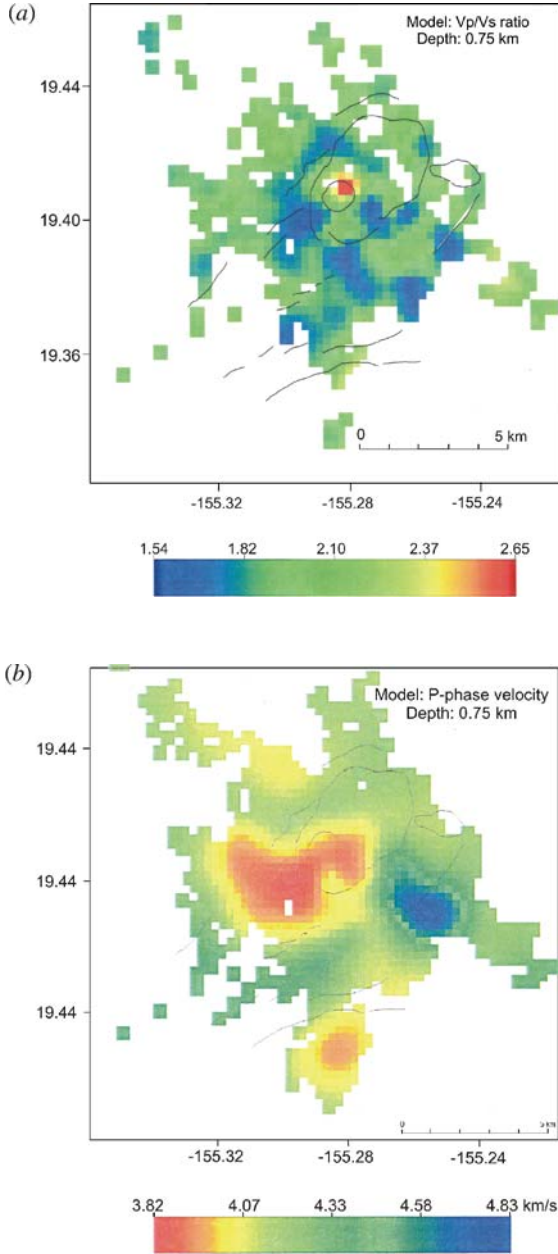 (a)
Model: Vp/Vs ratio
Depth: 0.75 km
19.44
19.40
19.36
0 5 km
-155.32 -155.28 -155.24
1.54 1.82 2.10 2.37 2.65
(b)
Model: P-phase velocity
Depth: 0.75 km
19.44
19.44
19.44
0 5 km
-155.32 -155.28 -155.24
3.82 4.07 4.33 4.58 4.83 km/s